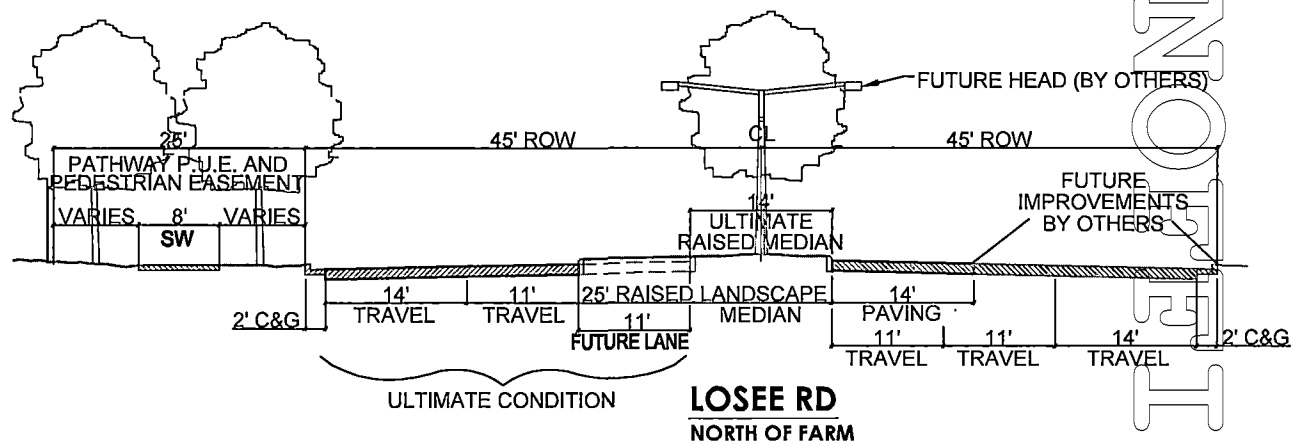 FUTURE HEAD (BY OTHERS)
25'
45' ROW
CL
45' ROW
PATHWAY P.U.E. AND
PEDESTRIAN EASEMENT
VARIES
8'
VARIES
SW
14'
ULTIMATE
RAISED MEDIAN
FUTURE
IMPROVEMENTS
BY OTHERS
14'
TRAVEL
11'
TRAVEL
25' RAISED LANDSCAPE
MEDIAN
14'
PAVING
2' C&G
11'
FUTURE LANE
11'
TRAVEL
11'
TRAVEL
14'
TRAVEL
2' C&G
ULTIMATE CONDITION
LOSEE RD
NORTH OF FARM